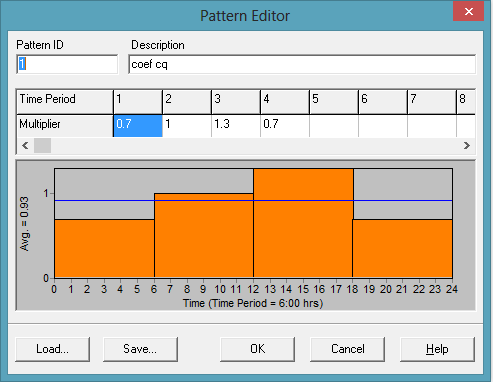 Pattern Editor
Pattern ID Description
1 coef cq
Time Period 1 2 3 4 5 6 7 8
Multiplier 0.7 1 1.3 0.7
Avg. = 0.93
1
0
0 1 2 3 4 5 6 7 8 9 10 11 12 13 14 15 16 17 18 19 20 21 22 23 24
Time (Time Period = 6:00 hrs)
Load... Save... OK Cancel Help